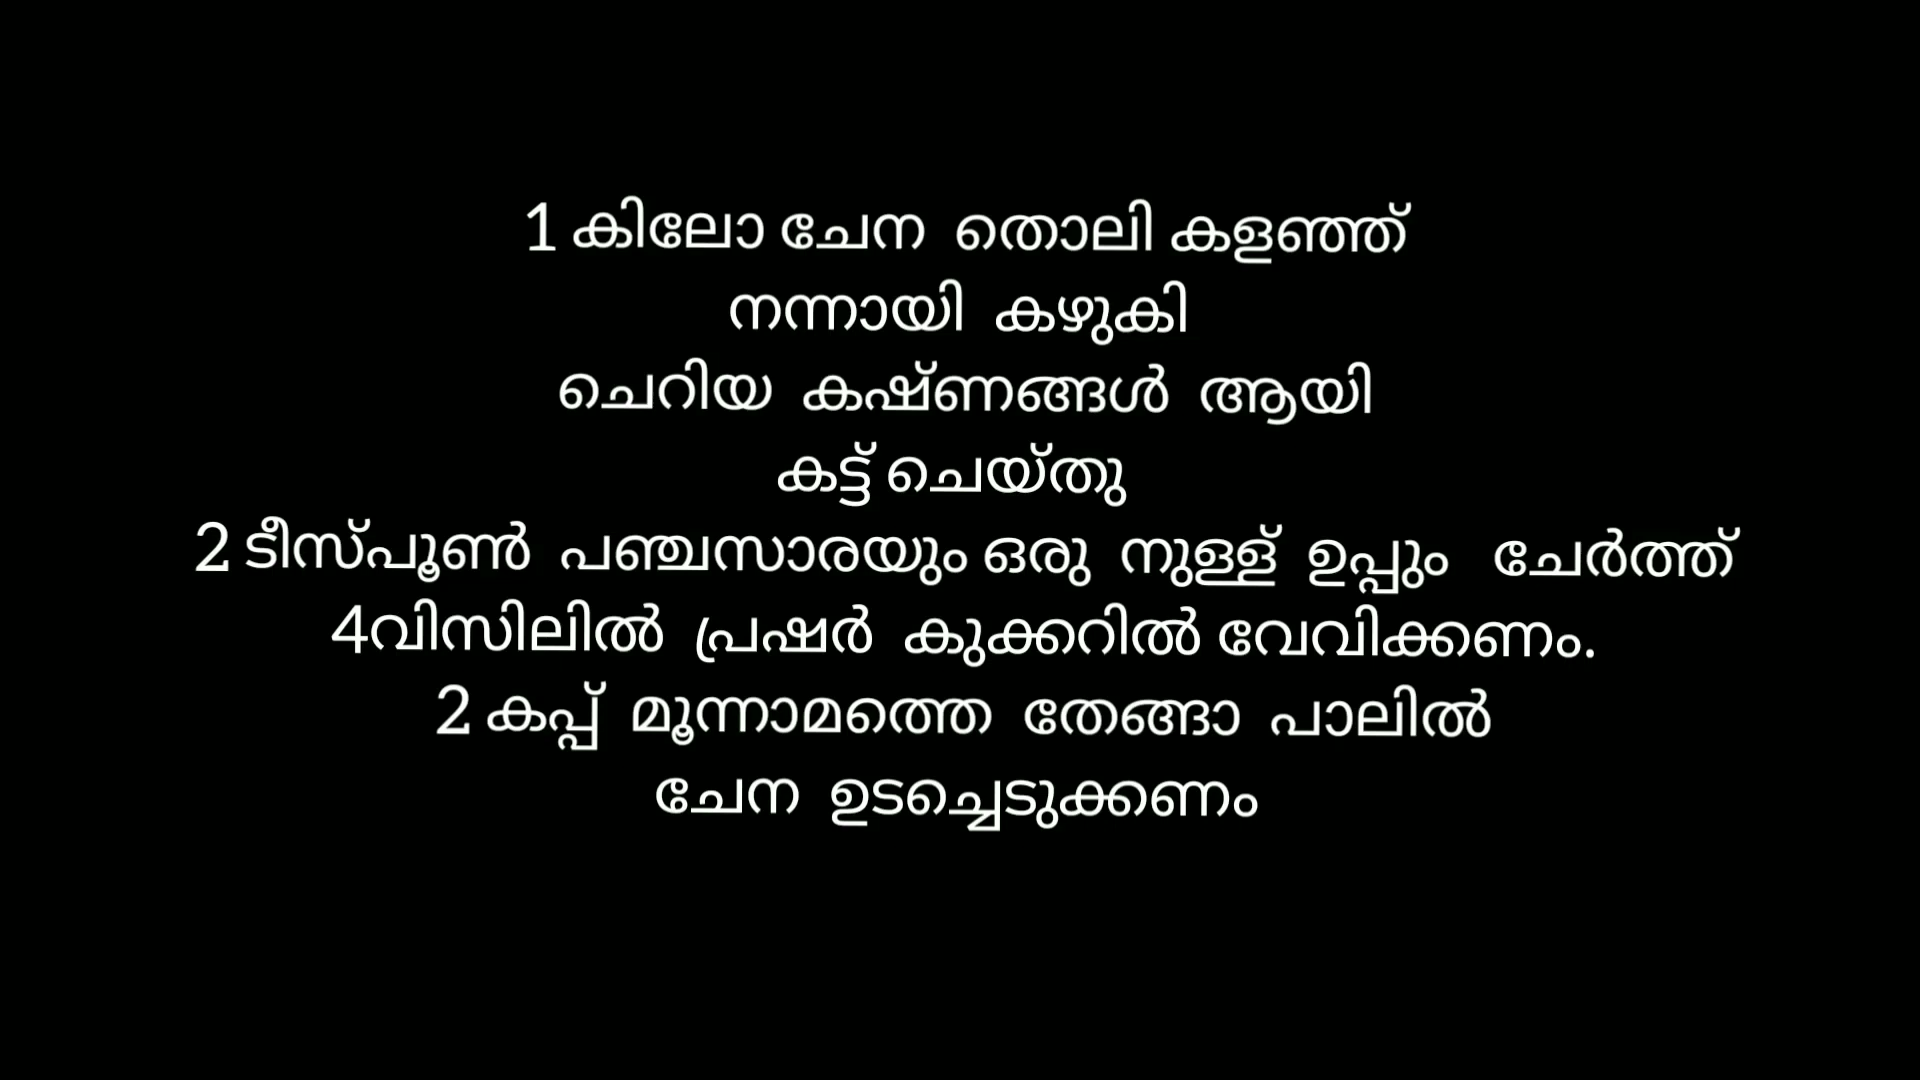 1 കിലോ ചേന തൊലി കളഞ്ഞ്
നന്നായി കഴുകി
ചെറിയ കഷ്ണങ്ങൾ ആയി
കട്ട് ചെയ്തു
2 ടീസ്പൂൺ പഞ്ചസാരയും ഒരു നുള്ള് ഉപ്പും ചേർത്ത്
4വിസിലിൽ പ്രഷർ കുക്കറിൽ വേവിക്കണം.
2 കപ്പ് മൂന്നാമത്തെ തേങ്ങാ പാലിൽ
ചേന ഉടച്ചെടുക്കണം